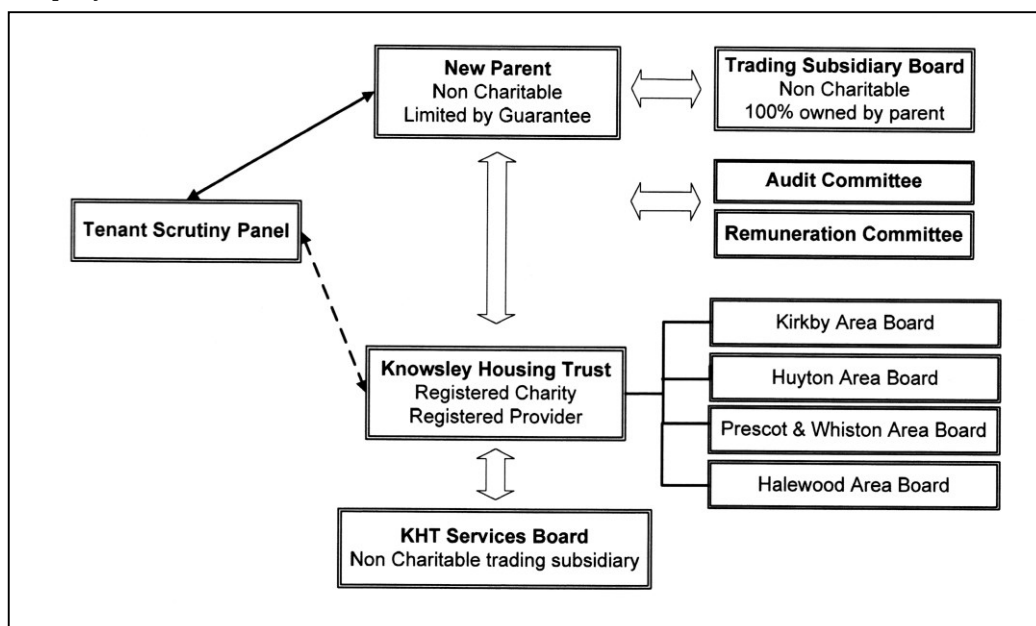 New Parent
Non Charitable
Limited by Guarantee
Trading Subsidiary Board
Non Charitable
100% owned by parent
Audit Committee
Remuneration Committee
Tenant Scrutiny Panel
Knowsley Housing Trust
Registered Charity
Registered Provider
Kirkby Area Board
Huyton Area Board
Prescot & Whiston Area Board
Halewood Area Board
KHT Services Board
Non Charitable trading subsidiary